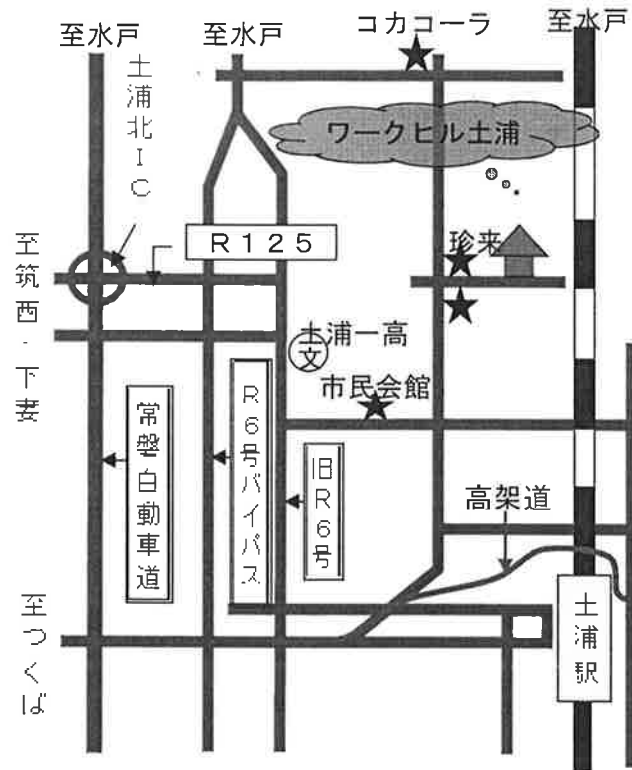 至水戸
至水戸
コカコーラ
至水戸
土浦北IC
ワークヒル土浦
R125
珍来
至筑西・下妻
土浦一高
文
市民会館
常磐自動車道
R6号バイパス
旧R6号
高架道
至つくば
土浦駅